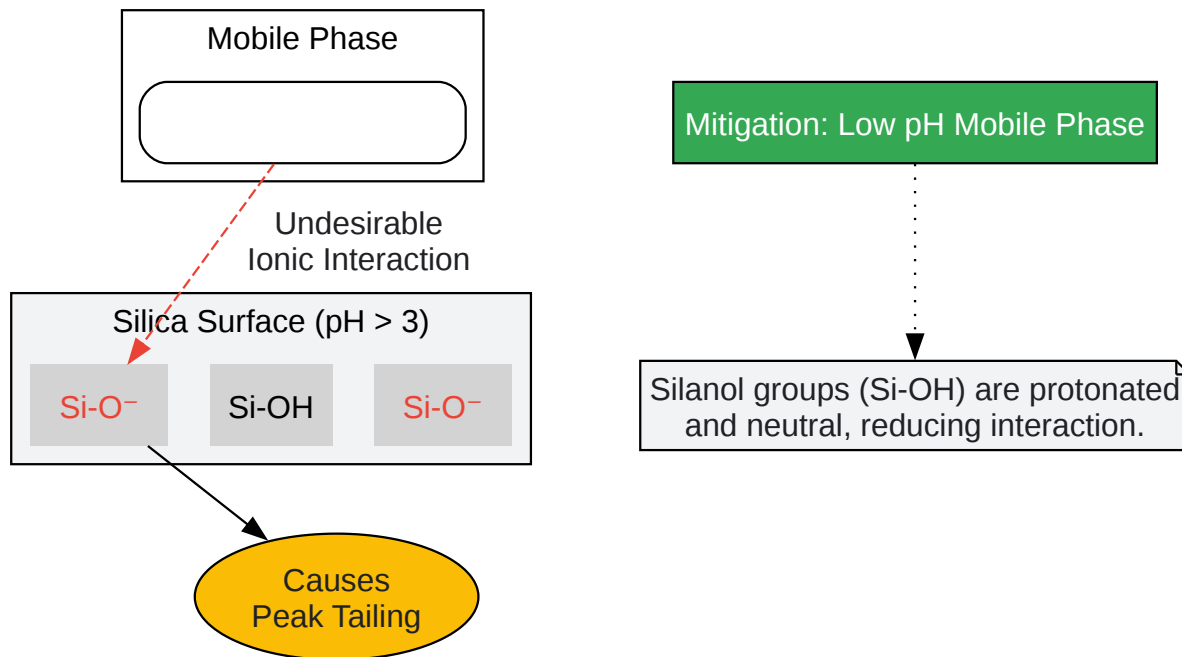 Mobile Phase
Mitigation: Low pH Mobile Phase
Undesirable
Ionic Interaction
Silica Surface (pH > 3)
Si-O⁻
Si-OH
Si-O⁻
Silanol groups (Si-OH) are protonated
and neutral, reducing interaction.
Causes
Peak Tailing